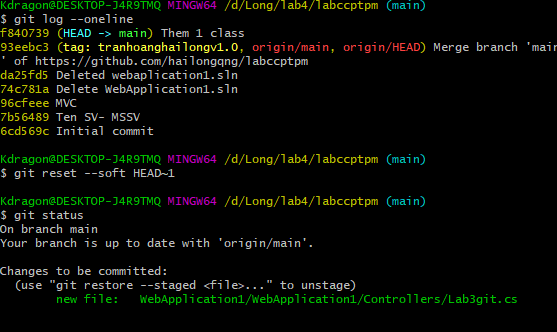 Kdragon@DESKTOP-J4R9TMQ MINGW64 /d/Long/lab4/labccptpm (main)
$ git log --oneline
f840739 (HEAD -> main) Them 1 class
93eebc3 (tag: tranhoanghailongv1.0, origin/main, origin/HEAD) Merge branch 'main
' of https://github.com/hailongqng/labccptpm
da25fd5 Deleted webapplication1.sln
74c781a Delete WebApplication1.sln
96cfeee MVC
7b56489 Ten SV- MSSV
6cd569c Initial commit
Kdragon@DESKTOP-J4R9TMQ MINGW64 /d/Long/lab4/labccptpm (main)
$ git reset --soft HEAD~1
Kdragon@DESKTOP-J4R9TMQ MINGW64 /d/Long/lab4/labccptpm (main)
$ git status
On branch main
Your branch is up to date with 'origin/main'.
Changes to be committed:
(use "git restore --staged <file>..." to unstage)
new file: WebApplication1/WebApplication1/Controllers/Lab3git.cs